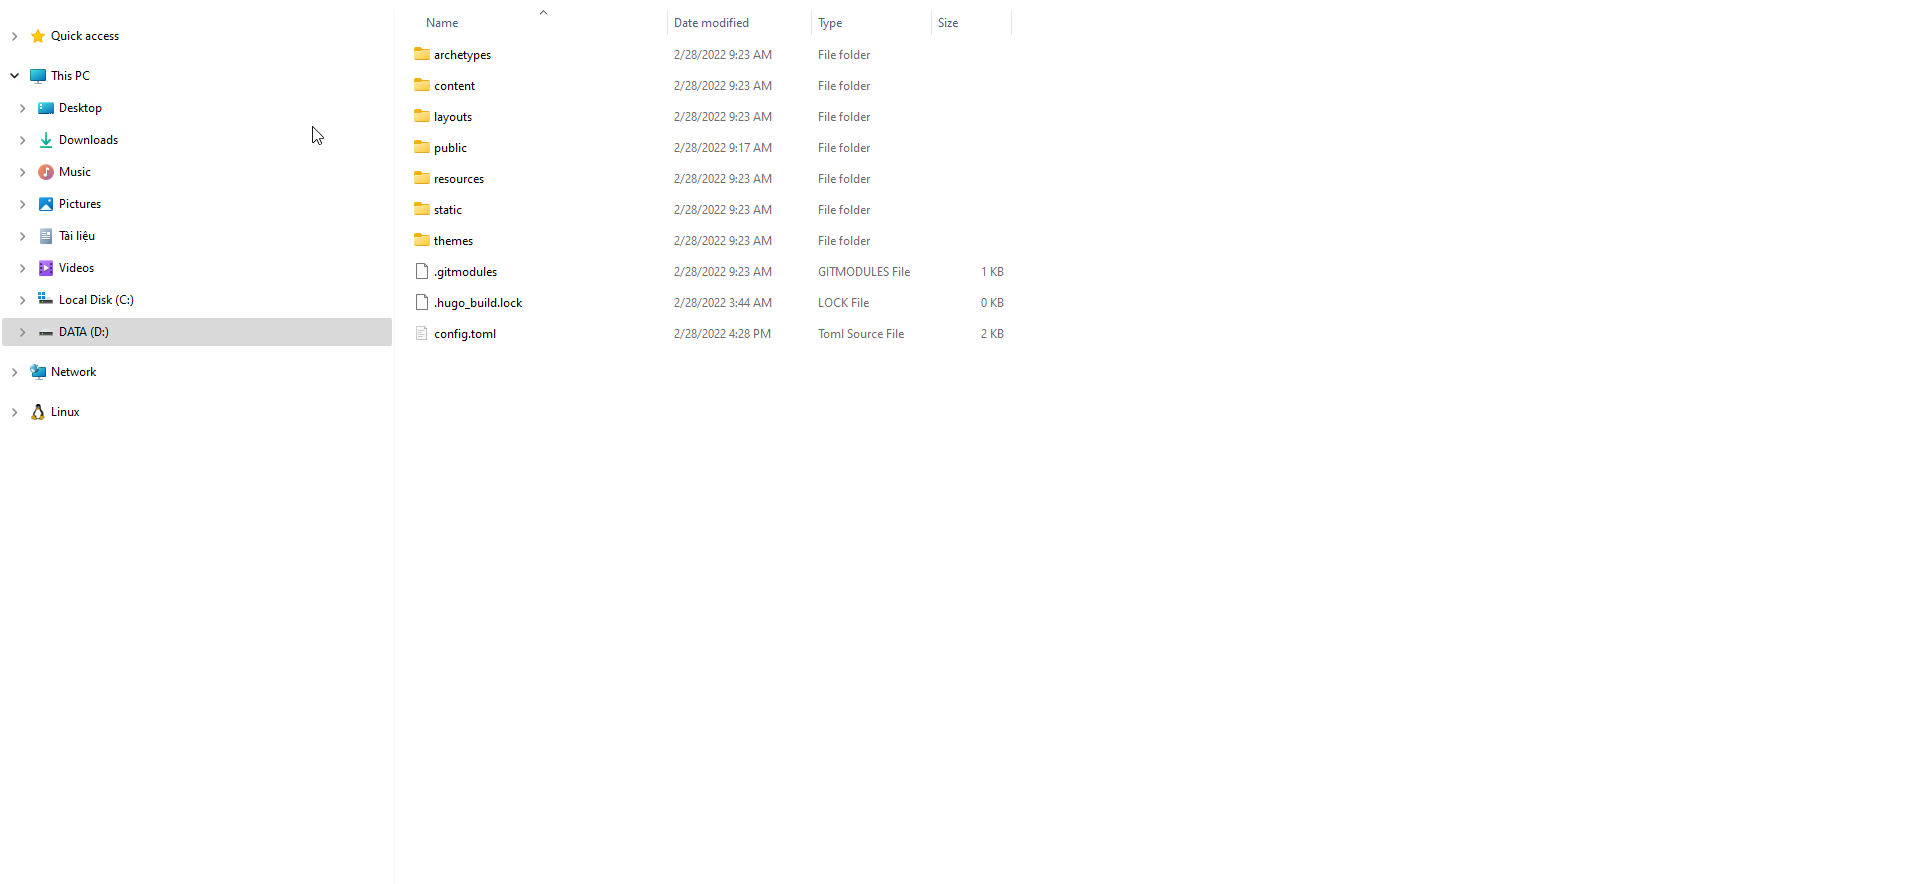 Quick access
This PC
Desktop
Downloads
Music
Pictures
Tài liệu
Videos
Local Disk (C:)
DATA (D:)
Network
Linux
Name Date modified Type Size
archetypes 2/28/2022 9:23 AM File folder
content 2/28/2022 9:23 AM File folder
layouts 2/28/2022 9:23 AM File folder
public 2/28/2022 9:17 AM File folder
resources 2/28/2022 9:23 AM File folder
static 2/28/2022 9:23 AM File folder
themes 2/28/2022 9:23 AM File folder
.gitmodules 2/28/2022 9:23 AM GITMODULES File 1 KB
.hugo_build.lock 2/28/2022 3:44 AM LOCK File 0 KB
config.toml 2/28/2022 4:28 PM Toml Source File 2 KB